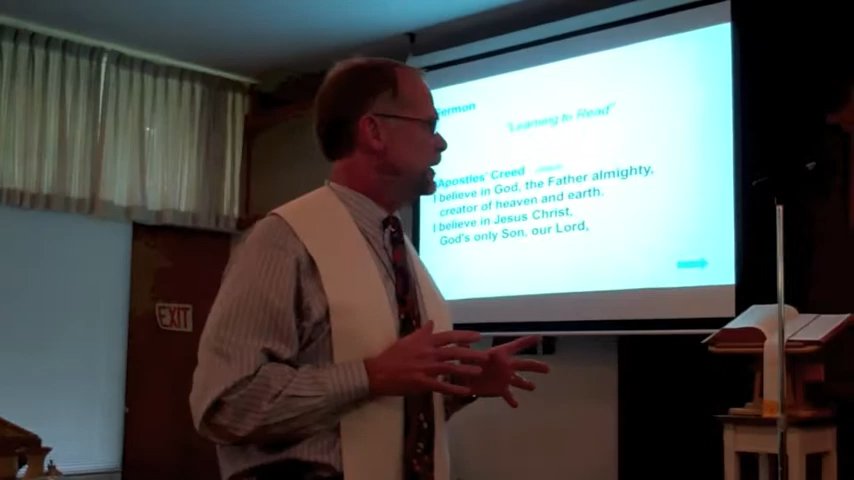 Sermon
"Learning to Read"
Apostles' Creed
I believe in God, the Father almighty,
creator of heaven and earth.
I believe in Jesus Christ,
God's only Son, our Lord,
EXIT